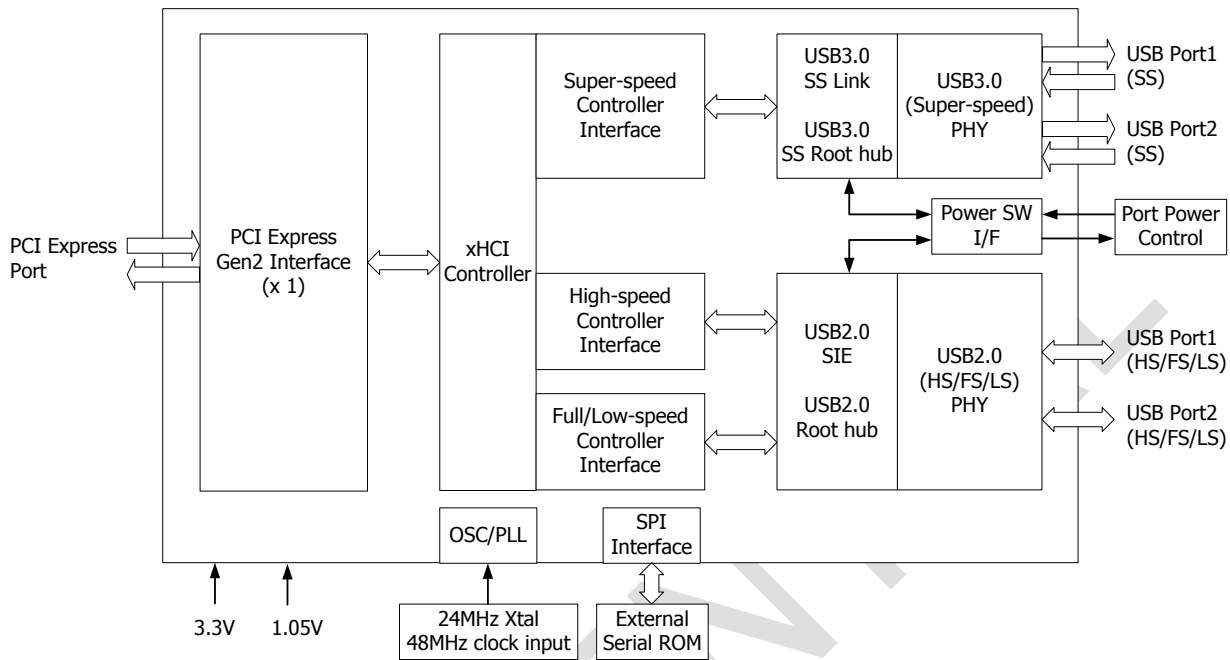 PCI Express
Port
PCI Express
Gen2 Interface
(x 1)
xHCI
Controller
Super-speed
Controller
Interface
High-speed
Controller
Interface
Full/Low-speed
Controller
Interface
USB3.0
SS Link
USB3.0
SS Root hub
USB3.0
(Super-speed)
PHY
USB Port1
(SS)
USB Port2
(SS)
Power SW
I/F
Port Power
Control
USB2.0
SIE
USB2.0
Root hub
USB2.0
(HS/FS/LS)
PHY
USB Port1
(HS/FS/LS)
USB Port2
(HS/FS/LS)
OSC/PLL
SPI
Interface
3.3V
1.05V
24MHz Xtal
48MHz clock input
External
Serial ROM